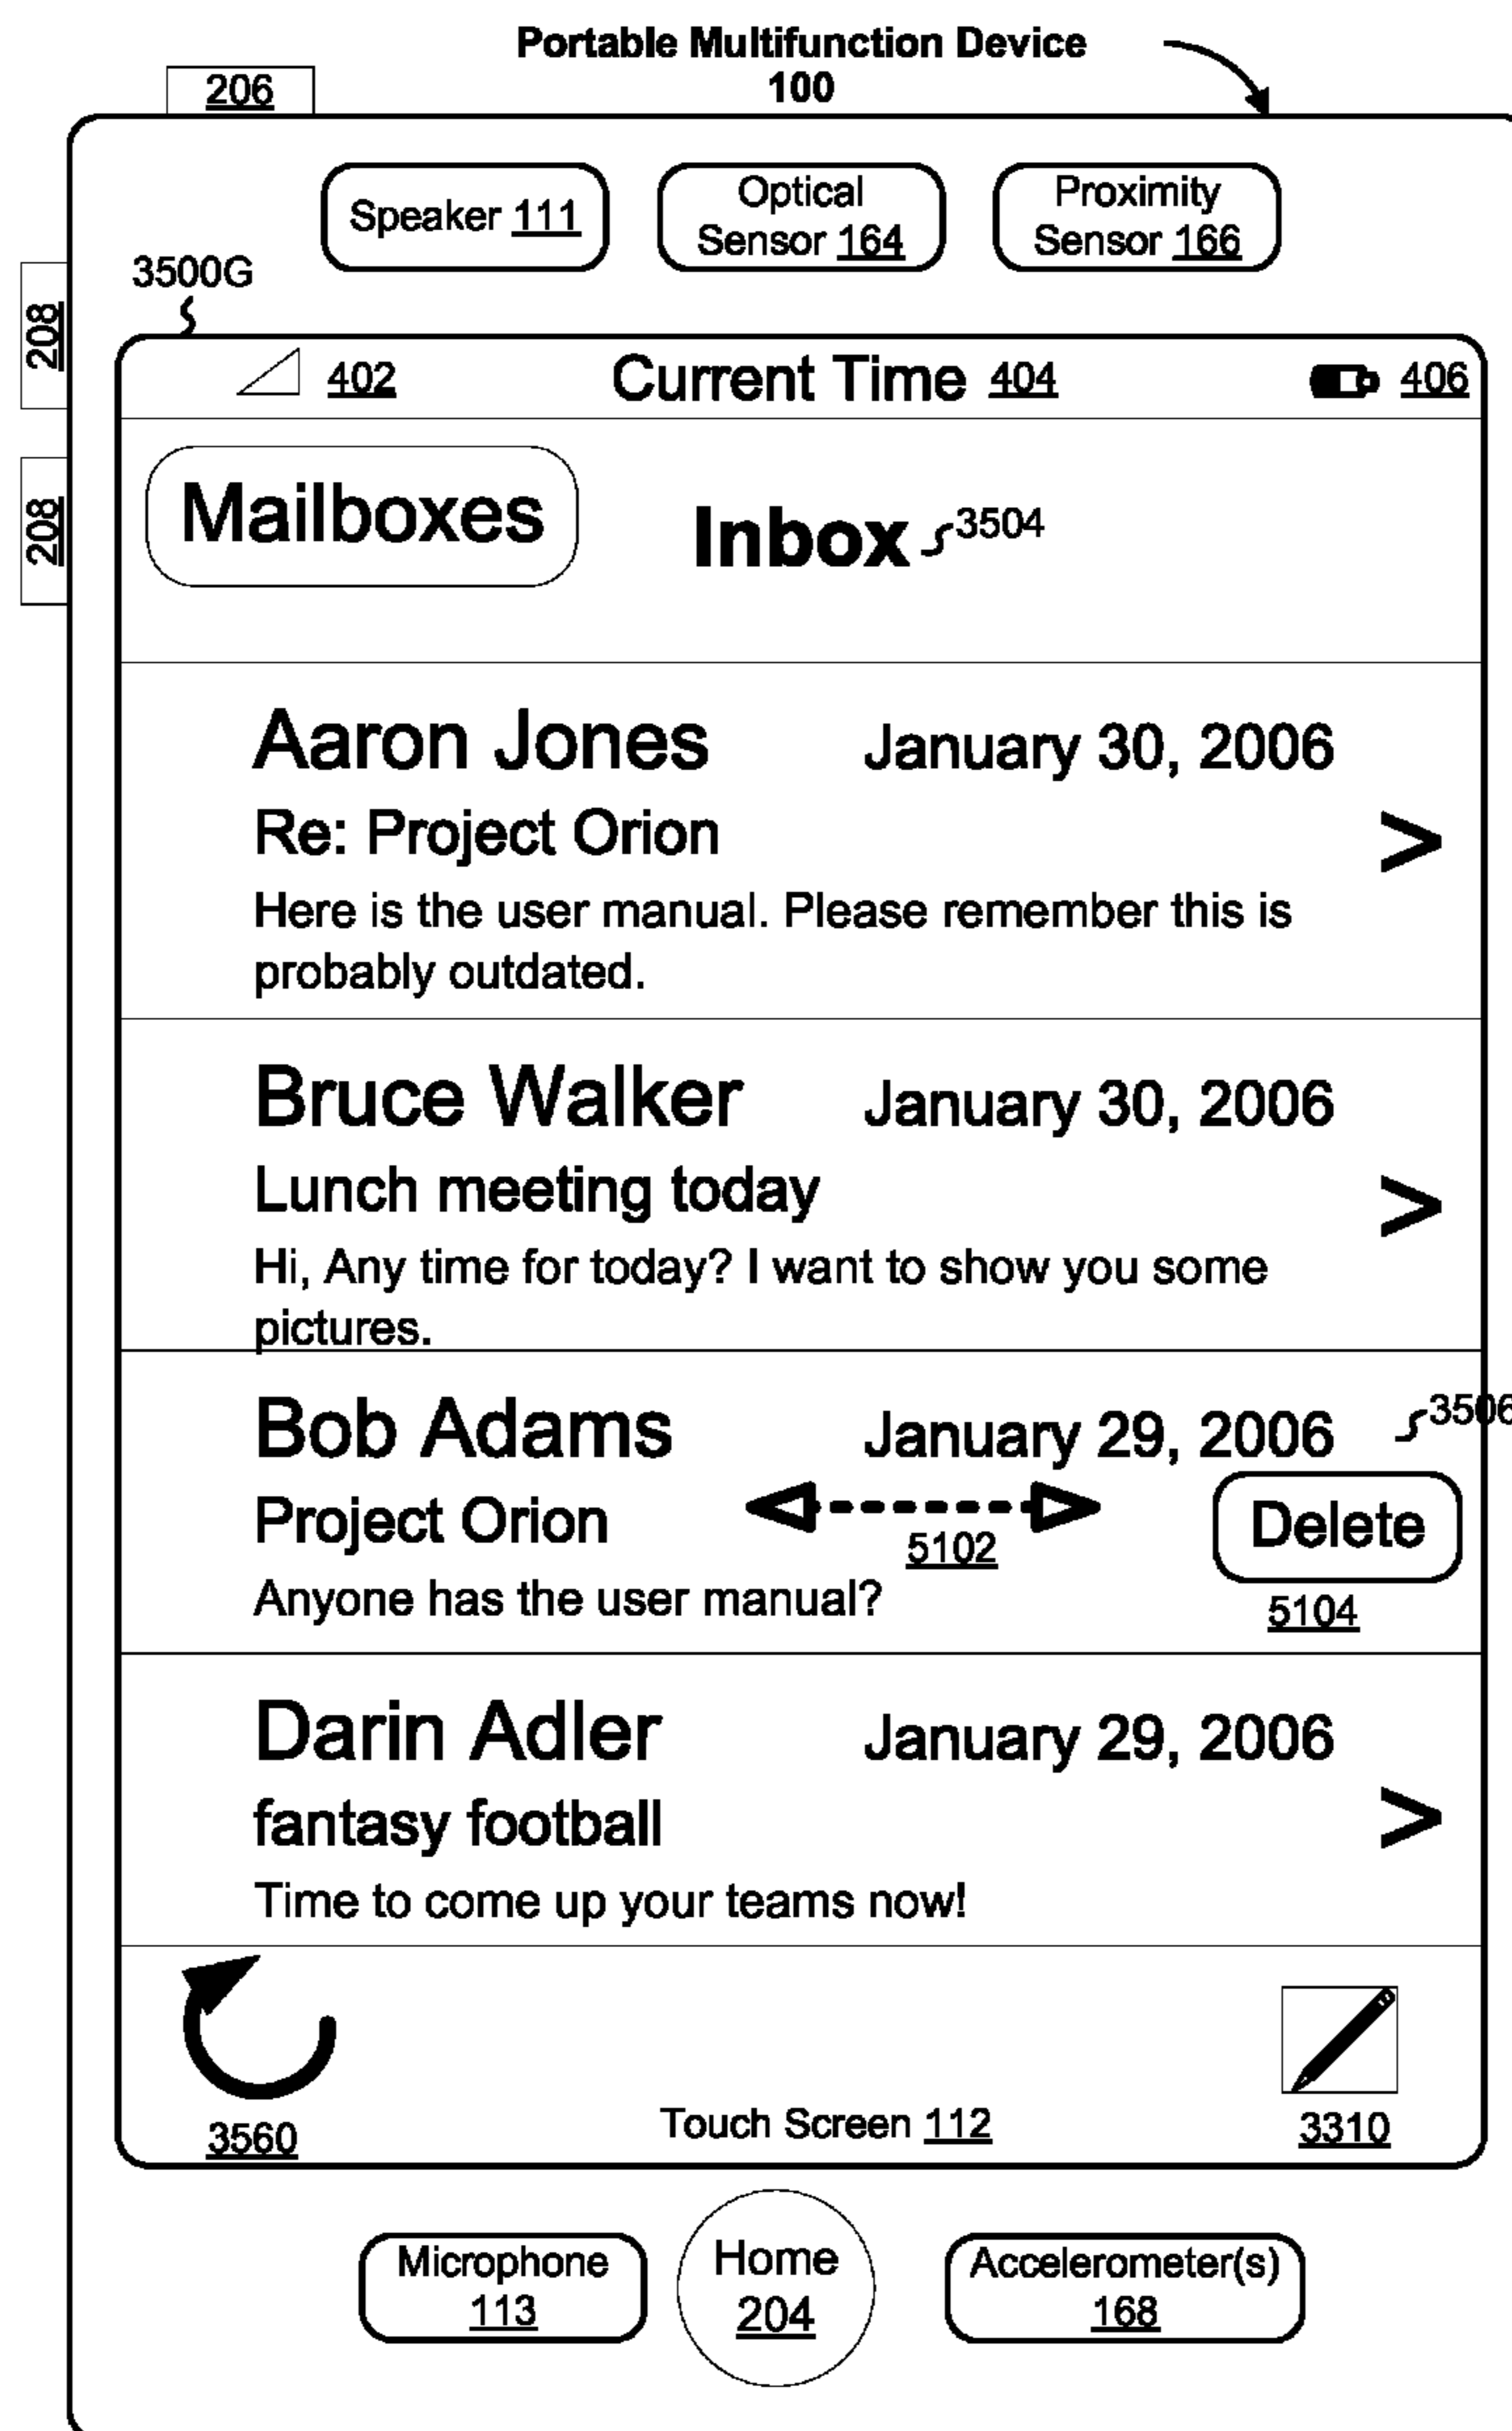 Portable Multifunction Device
100
206
Speaker 111
Optical
Sensor 164
Proximity
Sensor 166
3500G
208
208
402
Current Time 404
406
Mailboxes
Inbox
3504
Aaron Jones January 30, 2006
Re: Project Orion
>
Here is the user manual. Please remember this is
probably outdated.
Bruce Walker January 30, 2006
Lunch meeting today
>
Hi, Any time for today? I want to show you some
pictures.
Bob Adams January 29, 2006
3506
Project Orion
5102
Delete
5104
Anyone has the user manual?
Darin Adler January 29, 2006
fantasy football
>
Time to come up your teams now!
3560
Touch Screen 112
3310
Microphone
113
Home
204
Accelerometer(s)
168